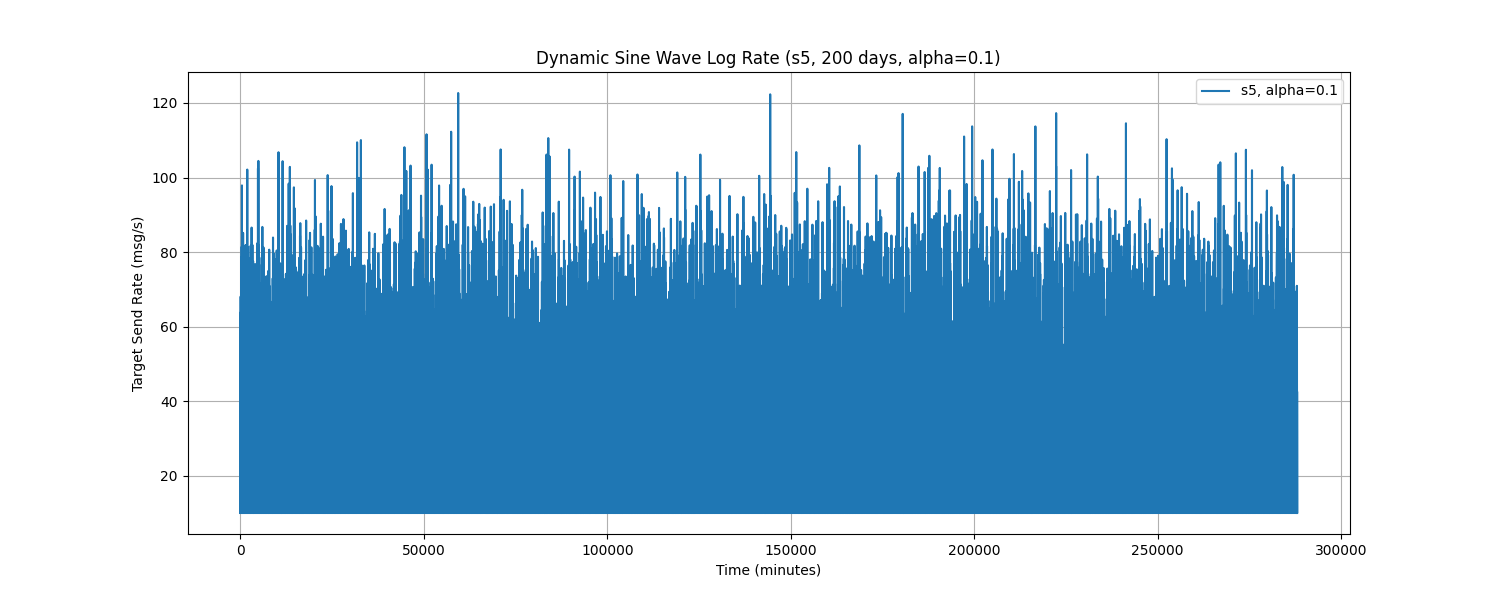 Dynamic Sine Wave Log Rate (s5, 200 days, alpha=0.1)
s5, alpha=0.1
Target Send Rate (msg/s)
120
100
80
60
40
20
0 50000 100000 150000 200000 250000 300000
Time (minutes)